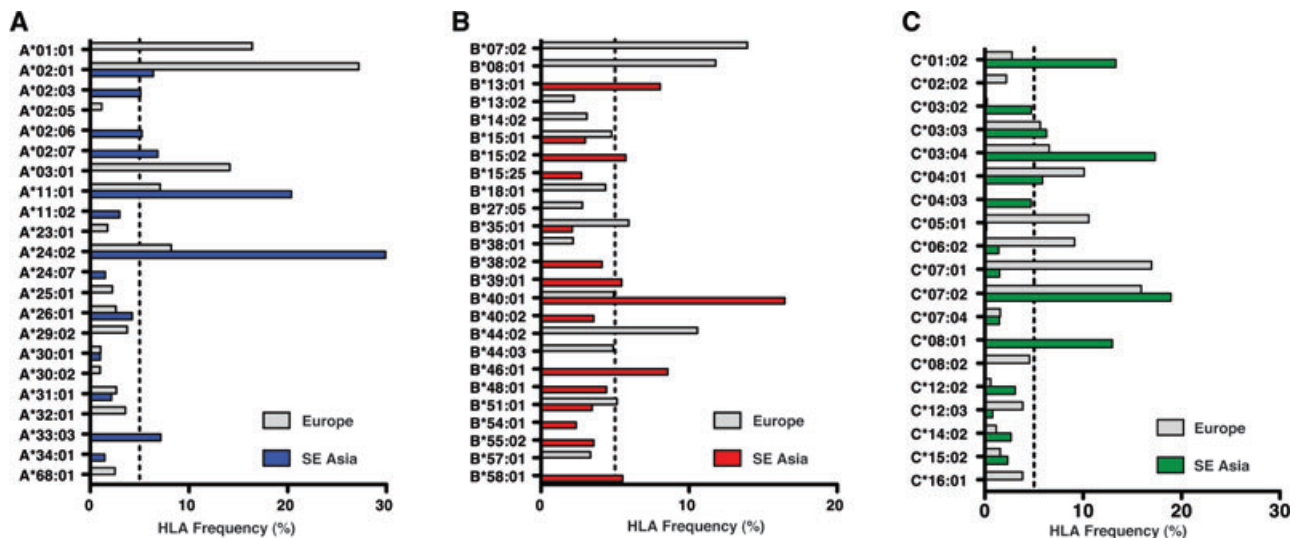 A
A*01:01
A*02:01
A*02:03
A*02:05
A*02:06
A*02:07
A*03:01
A*11:01
A*11:02
A*23:01
A*24:02
A*24:07
A*25:01
A*26:01
A*29:02
A*30:01
A*30:02
A*31:01
A*32:01
A*33:03
A*34:01
A*68:01
Europe
SE Asia
0 10 20 30
HLA Frequency (%)
B
B*07:02
B*08:01
B*13:01
B*13:02
B*14:02
B*15:01
B*15:02
B*15:25
B*18:01
B*27:05
B*35:01
B*38:01
B*38:02
B*39:01
B*40:01
B*40:02
B*44:02
B*44:03
B*46:01
B*48:01
B*51:01
B*54:01
B*55:02
B*57:01
B*58:01
Europe
SE Asia
0 10 20
HLA Frequency (%)
C
C*01:02
C*02:02
C*03:02
C*03:03
C*03:04
C*04:01
C*04:03
C*05:01
C*06:02
C*07:01
C*07:02
C*07:04
C*08:01
C*08:02
C*12:02
C*12:03
C*14:02
C*15:02
C*16:01
Europe
SE Asia
0 10 20 30
HLA Frequency (%)